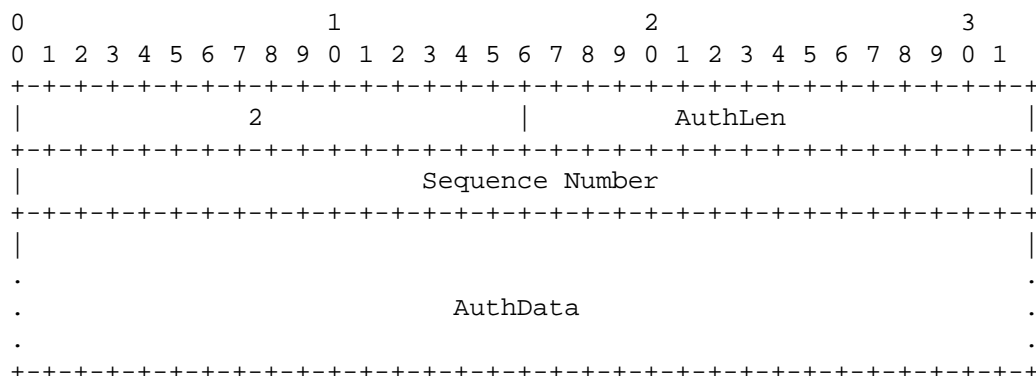 0                   1                   2                   3
0 1 2 3 4 5 6 7 8 9 0 1 2 3 4 5 6 7 8 9 0 1 2 3 4 5 6 7 8 9 0 1
+-+-+-+-+-+-+-+-+-+-+-+-+-+-+-+-+-+-+-+-+-+-+-+-+-+-+-+-+-+-+-+-+
|              2                |         AuthLen               |
+-+-+-+-+-+-+-+-+-+-+-+-+-+-+-+-+-+-+-+-+-+-+-+-+-+-+-+-+-+-+-+-+
|                         Sequence Number                       |
+-+-+-+-+-+-+-+-+-+-+-+-+-+-+-+-+-+-+-+-+-+-+-+-+-+-+-+-+-+-+-+-+
|                                                               |
.                                                               .
.                           AuthData                            .
.                                                               .
+-+-+-+-+-+-+-+-+-+-+-+-+-+-+-+-+-+-+-+-+-+-+-+-+-+-+-+-+-+-+-+-+